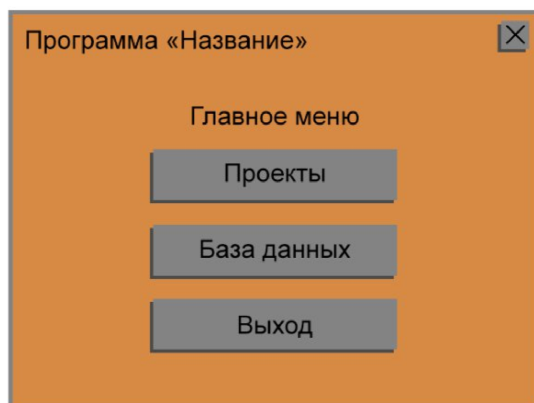 Программа «Название»
Главное меню
Проекты
База данных
Выход